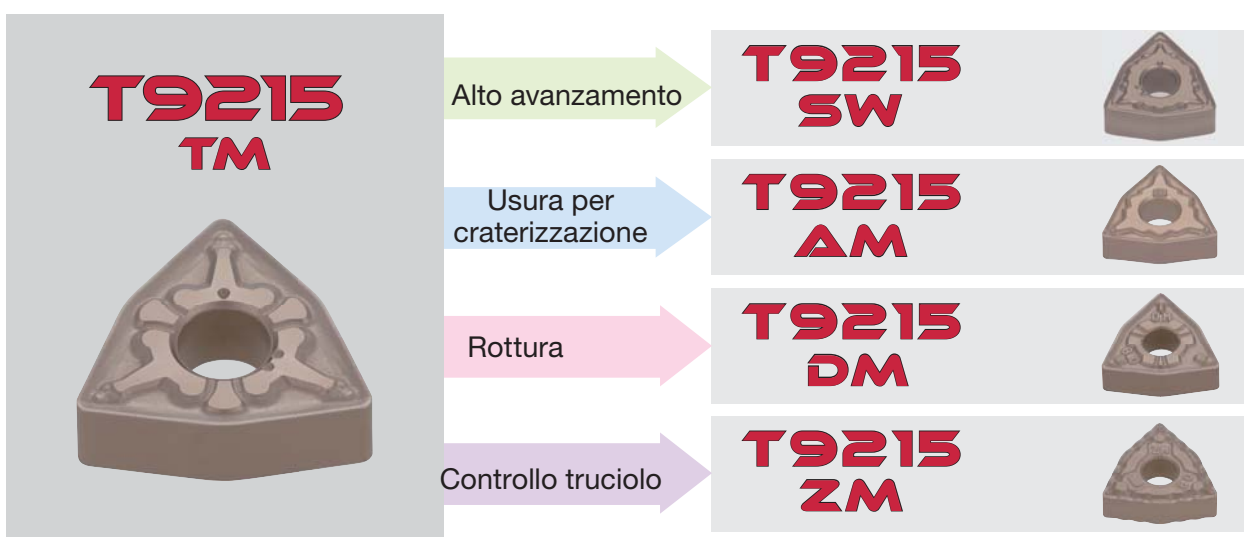 T9215
TM
Alto avanzamento
T9215
SW
Usura per
craterizzazione
T9215
AM
Rottura
T9215
DM
Controllo truciolo
T9215
ZM